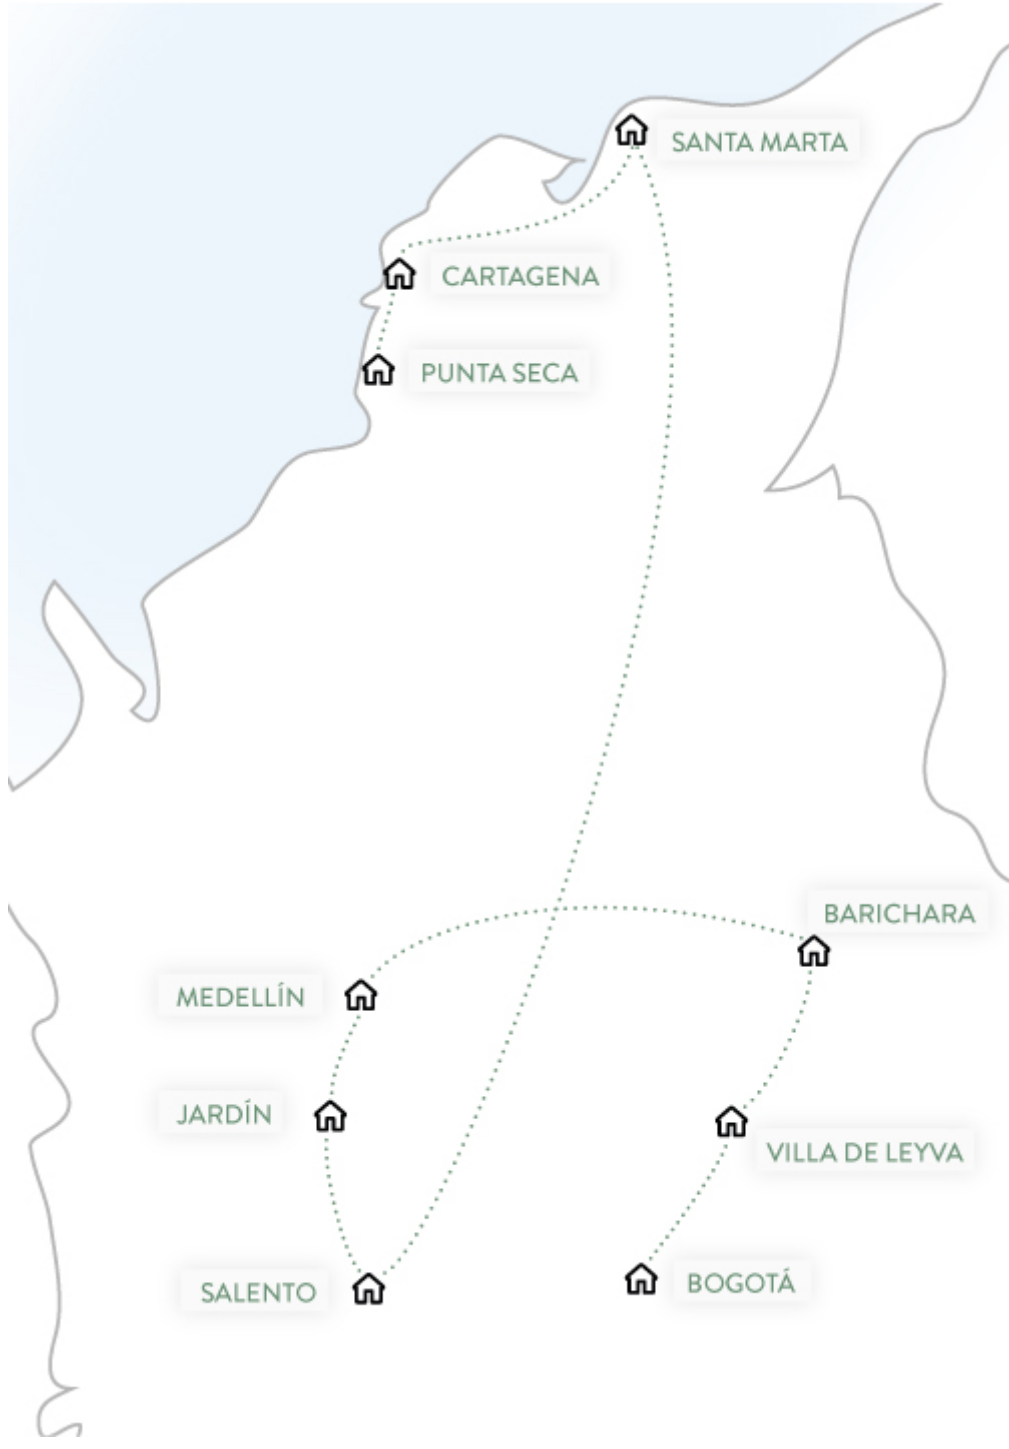 SANTA MARTA
CARTAGENA
PUNTA SECA
BARICHARA
MEDELLÍN
JARDÍN
VILLA DE LEYVA
SALENTO
BOGOTÁ